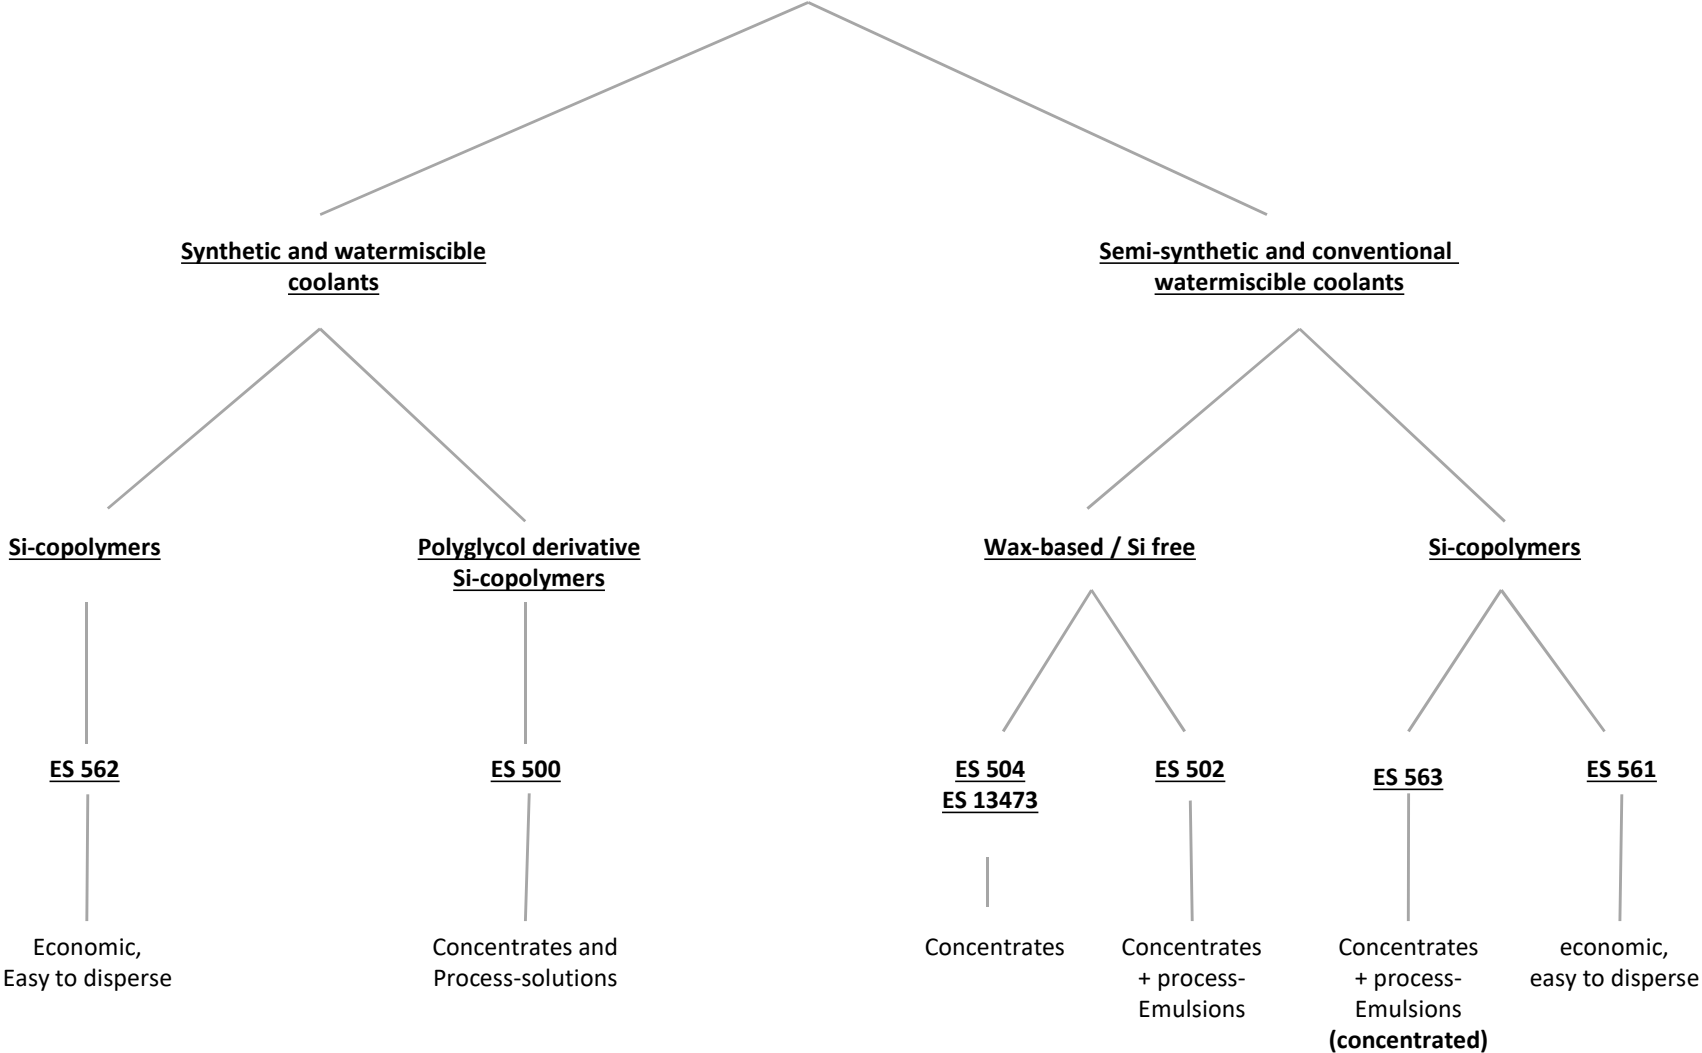 Synthetic and watermiscible
coolants
Semi-synthetic and conventional
watermiscible coolants
Si-copolymers
Polyglycol derivative
Si-copolymers
Wax-based / Si free
Si-copolymers
ES 562
ES 500
ES 504
ES 13473
ES 502
ES 563
ES 561
Economic,
Easy to disperse
Concentrates and
Process-solutions
Concentrates
Concentrates
+ process-
Emulsions
Concentrates
+ process-
Emulsions
(concentrated)
economic,
easy to disperse